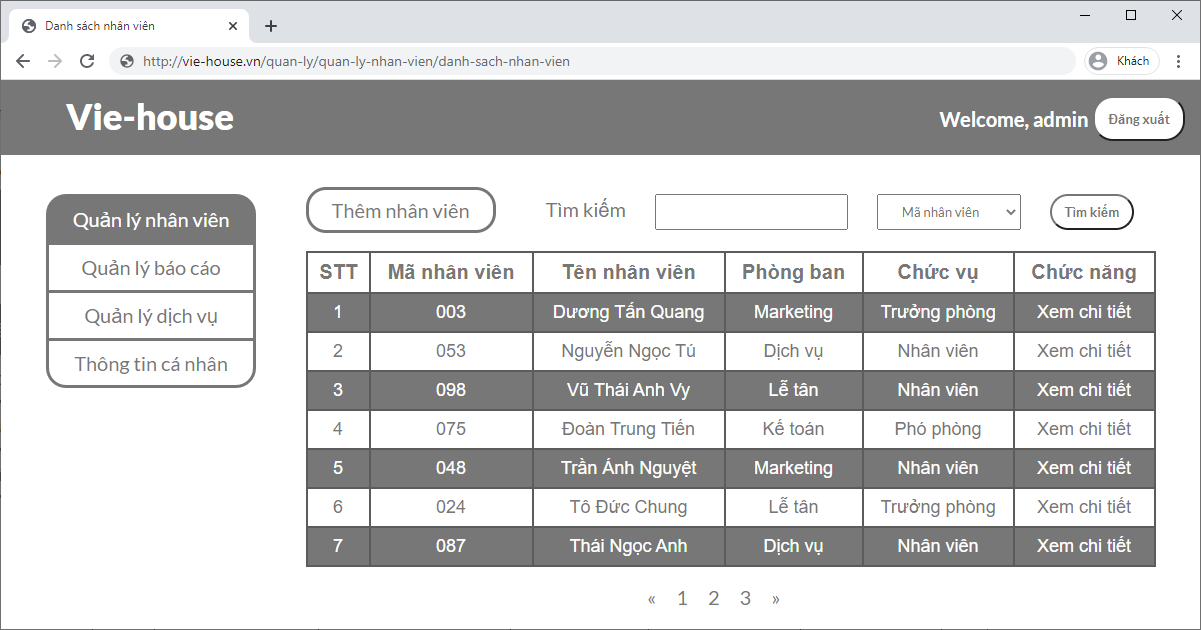 Danh sách nhân viên
http://vie-house.vn/quan-ly/quan-ly-nhan-vien/danh-sach-nhan-vien
Khách
Vie-house
Welcome, admin Đăng xuất
Quản lý nhân viên
Quản lý báo cáo
Quản lý dịch vụ
Thông tin cá nhân
Thêm nhân viên Tìm kiếm Mã nhân viên Tìm kiếm
STT Mã nhân viên Tên nhân viên Phòng ban Chức vụ Chức năng
1 003 Dương Tấn Quang Marketing Trưởng phòng Xem chi tiết
2 053 Nguyễn Ngọc Tú Dịch vụ Nhân viên Xem chi tiết
3 098 Vũ Thái Anh Vy Lễ tân Nhân viên Xem chi tiết
4 075 Đoàn Trung Tiến Kế toán Phó phòng Xem chi tiết
5 048 Trần Ánh Nguyệt Marketing Nhân viên Xem chi tiết
6 024 Tô Đức Chung Lễ tân Trưởng phòng Xem chi tiết
7 087 Thái Ngọc Anh Dịch vụ Nhân viên Xem chi tiết
« 1 2 3 »